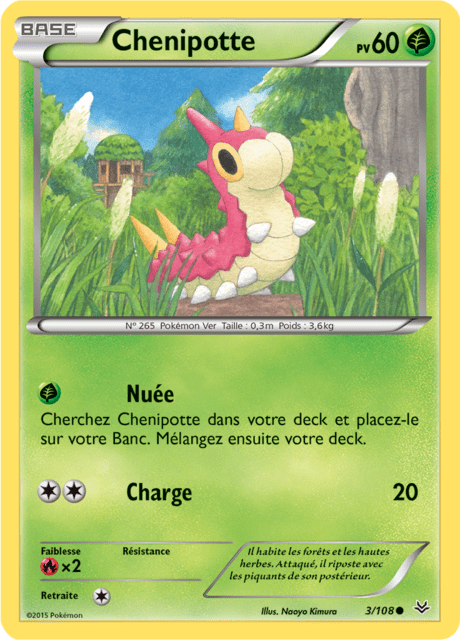 BASE
Chenipotte
PV60
N° 265 Pokémon Ver Taille : 0,3m Poids : 3,6kg
Nuée
Cherchez Chenipotte dans votre deck et placez-le
sur votre Banc. Mélangez ensuite votre deck.
Charge 20
Faiblesse Résistance
×2
Il habite les forêts et les hautes
herbes. Attaqué, il riposte avec
les piquants de son postérieur.
Retraite
©2015 Pokémon
Illus. Naoyo Kimura
3/108